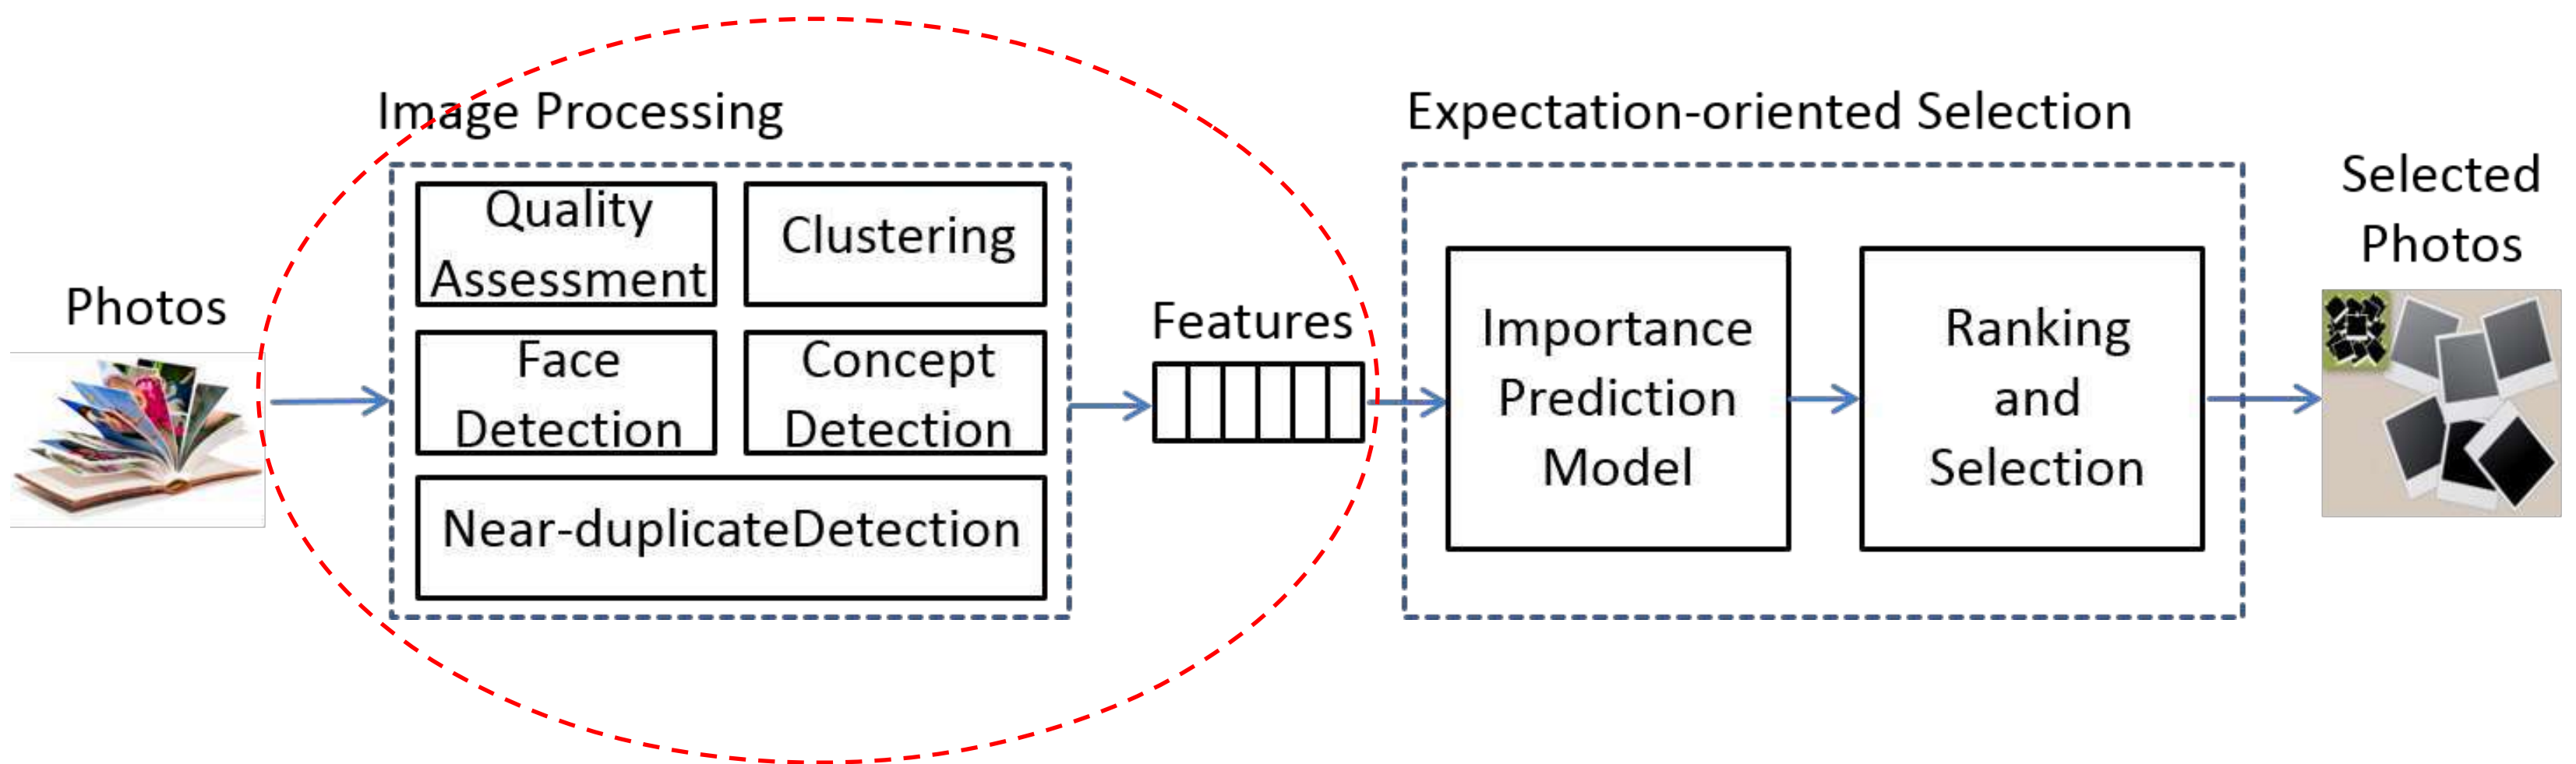 Image Processing
Expectation-oriented Selection
Photos
Quality
Assessment
Clustering
Face
Detection
Concept
Detection
Near-duplicateDetection
Features
Importance
Prediction
Model
Ranking
and
Selection
Selected
Photos